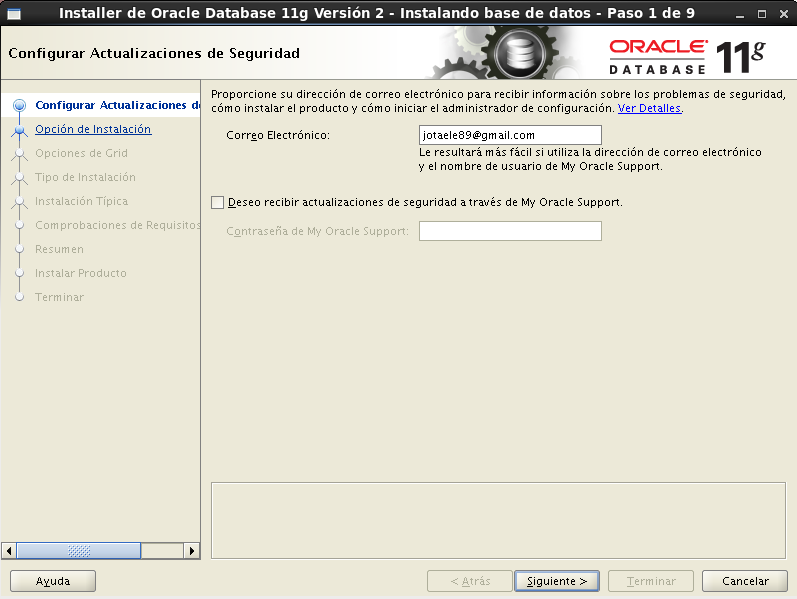 Installer de Oracle Database 11g Versión 2 - Instalando base de datos - Paso 1 de 9
Configurar Actualizaciones de Seguridad
ORACLE
DATABASE
11g
Configurar Actualizaciones d
Opción de Instalación
Opciones de Grid
Tipo de Instalación
Instalación Típica
Comprobaciones de Requisitos
Resumen
Instalar Producto
Terminar
Proporcione su dirección de correo electrónico para recibir información sobre los problemas de seguridad,
cómo instalar el producto y cómo iniciar el administrador de configuración. Ver Detalles.
Correo Electrónico:
jotaele89@gmail.com
Le resultará más fácil si utiliza la dirección de correo electrónico
y el nombre de usuario de My Oracle Support.
Deseo recibir actualizaciones de seguridad a través de My Oracle Support.
Contraseña de My Oracle Support:
Ayuda
< Atrás
Siguiente >
Terminar
Cancelar